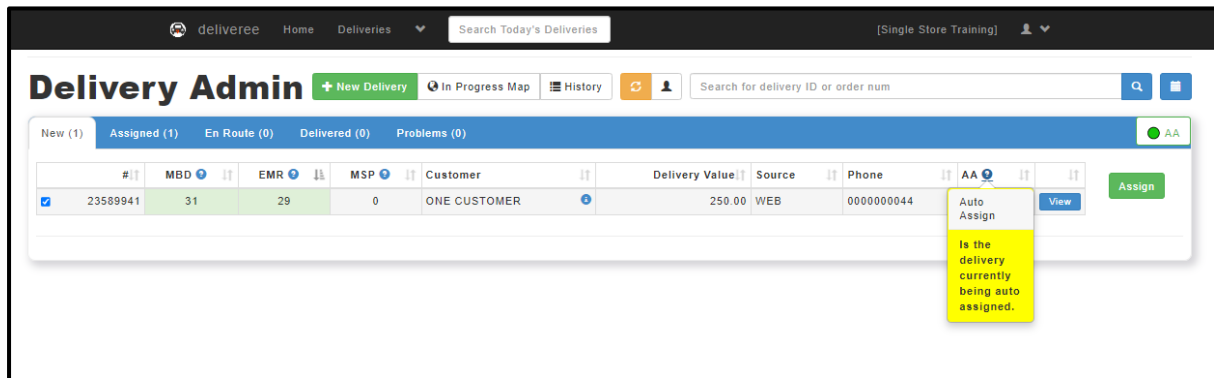 deliveree Home Deliveries Search Today's Deliveries [Single Store Training]
Delivery Admin + New Delivery In Progress Map History Search for delivery ID or order num
New (1) Assigned (1) En Route (0) Delivered (0) Problems (0) AA
# MBD EMR MSP Customer Delivery Value Source Phone AA
23589941 31 29 0 ONE CUSTOMER 250.00 WEB 0000000044 View
Assign
Auto
Assign
Is the
delivery
currently
being auto
assigned.